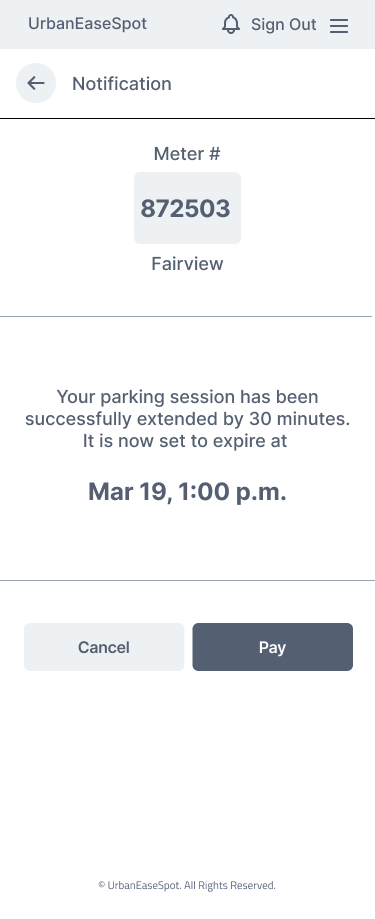 UrbanEaseSpot
Sign Out
Notification
Meter #
872503
Fairview
Your parking session has been
successfully extended by 30 minutes.
It is now set to expire at
Mar 19, 1:00 p.m.
Cancel
Pay
© UrbanEaseSpot. All Rights Reserved.